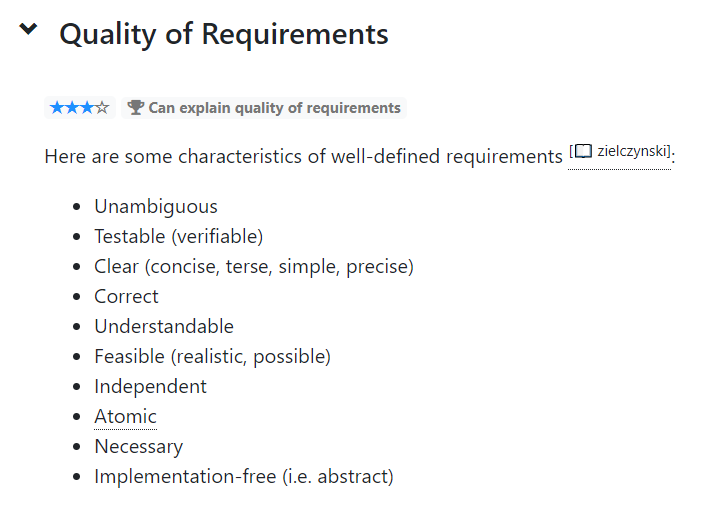 Quality of Requirements
★★★☆ 🏆 Can explain quality of requirements
Here are some characteristics of well-defined requirements [📖 zielczynski]:
• Unambiguous
• Testable (verifiable)
• Clear (concise, terse, simple, precise)
• Correct
• Understandable
• Feasible (realistic, possible)
• Independent
• Atomic
• Necessary
• Implementation-free (i.e. abstract)